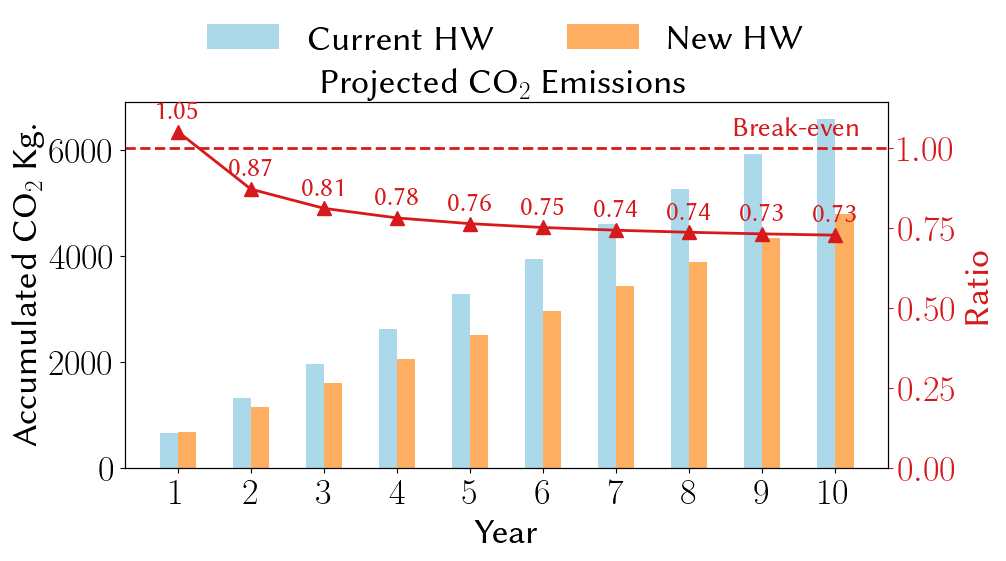 Current HW New HW
Projected CO₂ Emissions
Accumulated CO₂ Kg.
6000
4000
2000
0
1.05
0.87
0.81
0.78
0.76
0.75
0.74
0.74
0.73
0.73
Break-even
1.00
0.75
0.50
0.25
0.00
Ratio
1 2 3 4 5 6 7 8 9 10
Year